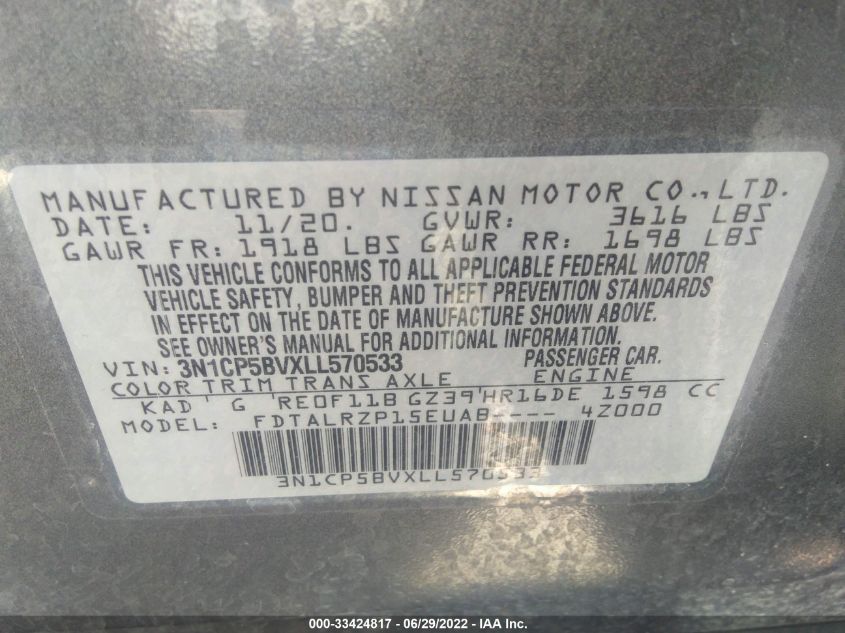 MANUFACTURED BY NISSAN MOTOR CO., LTD.
DATE: 11/20. GVWR: 3616 LBS
GAWR FR: 1918 LBS GAWR RR: 1698 LBS
THIS VEHICLE CONFORMS TO ALL APPLICABLE FEDERAL MOTOR
VEHICLE SAFETY, BUMPER AND THEFT PREVENTION STANDARDS
IN EFFECT ON THE DATE OF MANUFACTURE SHOWN ABOVE.
SEE OWNER'S MANUAL FOR ADDITIONAL INFORMATION.
VIN: 3N1CP5BVXLL570533 PASSENGER CAR.
COLOR TRIM TRANS AXLE ENGINE
KAD ' G 'RE0F11B GZ39'HR16DE 1598 CC
MODEL: FDTALRZP15EUAB---- 4Z000
3N1CP5BVXLL570533
000-33424817 - 06/29/2022 - IAA Inc.